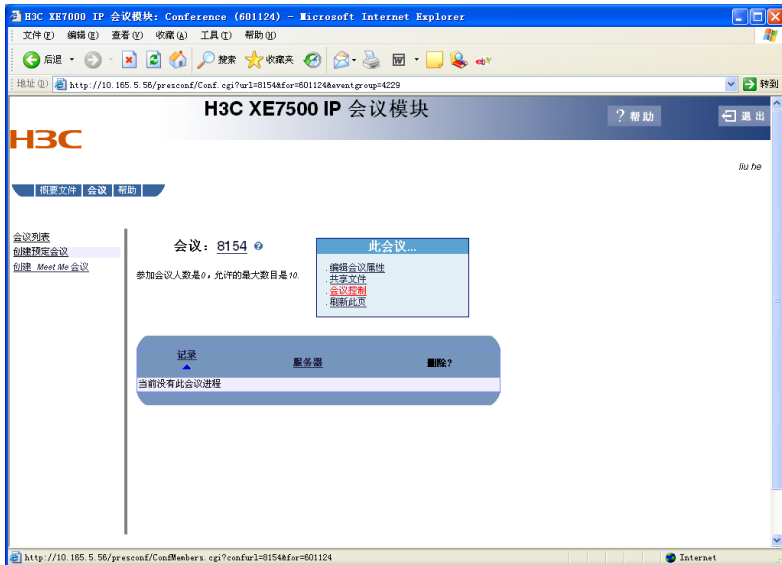 H3C XE7000 IP 会议模块: Conference (601124) - Microsoft Internet Explorer
文件(F) 编辑(E) 查看(V) 收藏(A) 工具(T) 帮助(H)
后退 搜索 收藏夹
地址(D) http://10.165.5.56/presconf/Conf.cgi?url=8154&for=601124&eventgroup=4229 转到
H3C XE7500 IP 会议模块
? 帮助 退出
H3C
liu he
概要文件 会议 帮助
会议列表
创建预定会议
创建 Meet Me 会议
会议: 8154 ?
参加会议人数是0，允许的最大数目是10.
此会议...
. 编辑会议属性
. 共享文件
. 会议控制
. 刷新此页
记录 服务器 删除?
当前没有此会议进程
http://10.165.5.56/presconf/ConfMembers.cgi?confurl=8154&for=601124 Internet